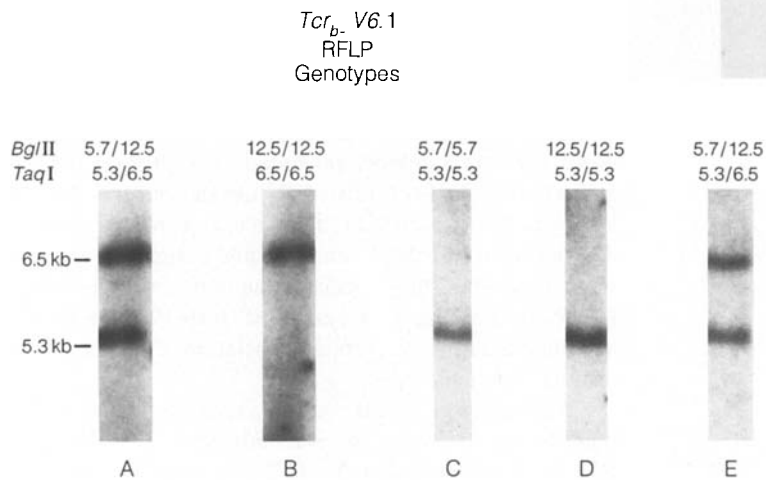 Tcr_b- V6.1
RFLP
Genotypes
BglII 5.7/12.5 12.5/12.5 5.7/5.7 12.5/12.5 5.7/12.5
TaqI 5.3/6.5 6.5/6.5 5.3/5.3 5.3/5.3 5.3/6.5
6.5 kb
5.3 kb
A B C D E